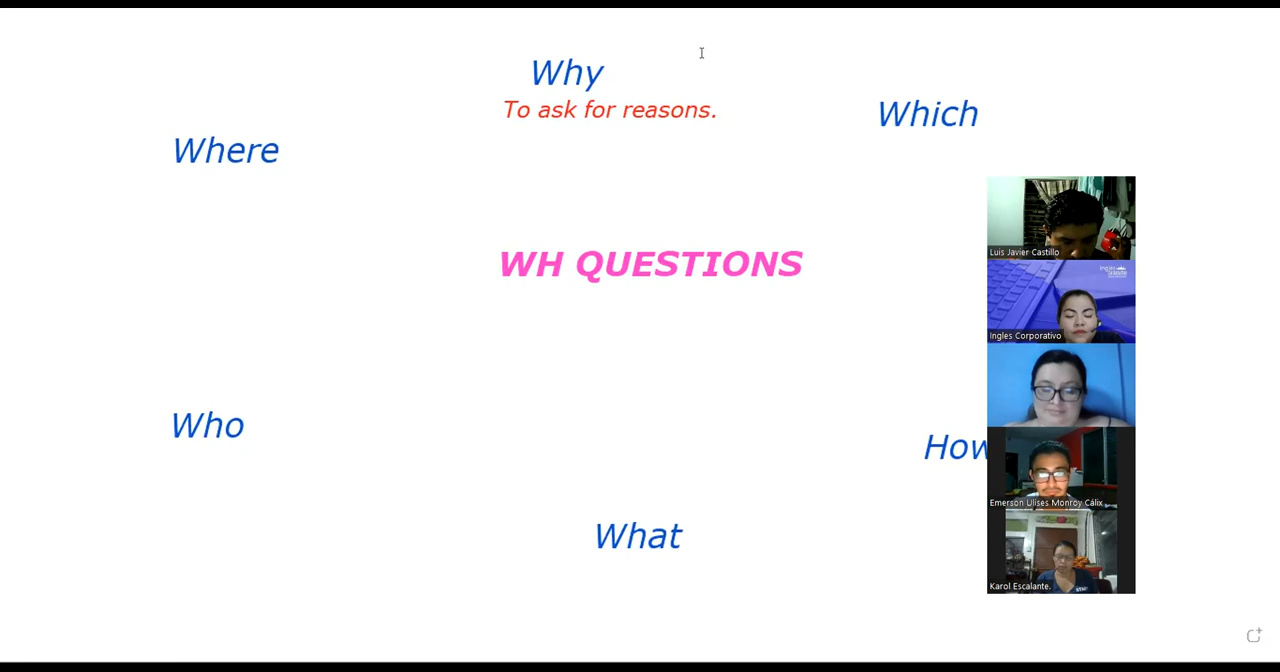 Why
To ask for reasons.
Which
Where
WH QUESTIONS
Luis Javier Castillo
Ingles Corporativo
Who
How
Emerson Ulises Monroy Cálix
What
Karol Escalante.